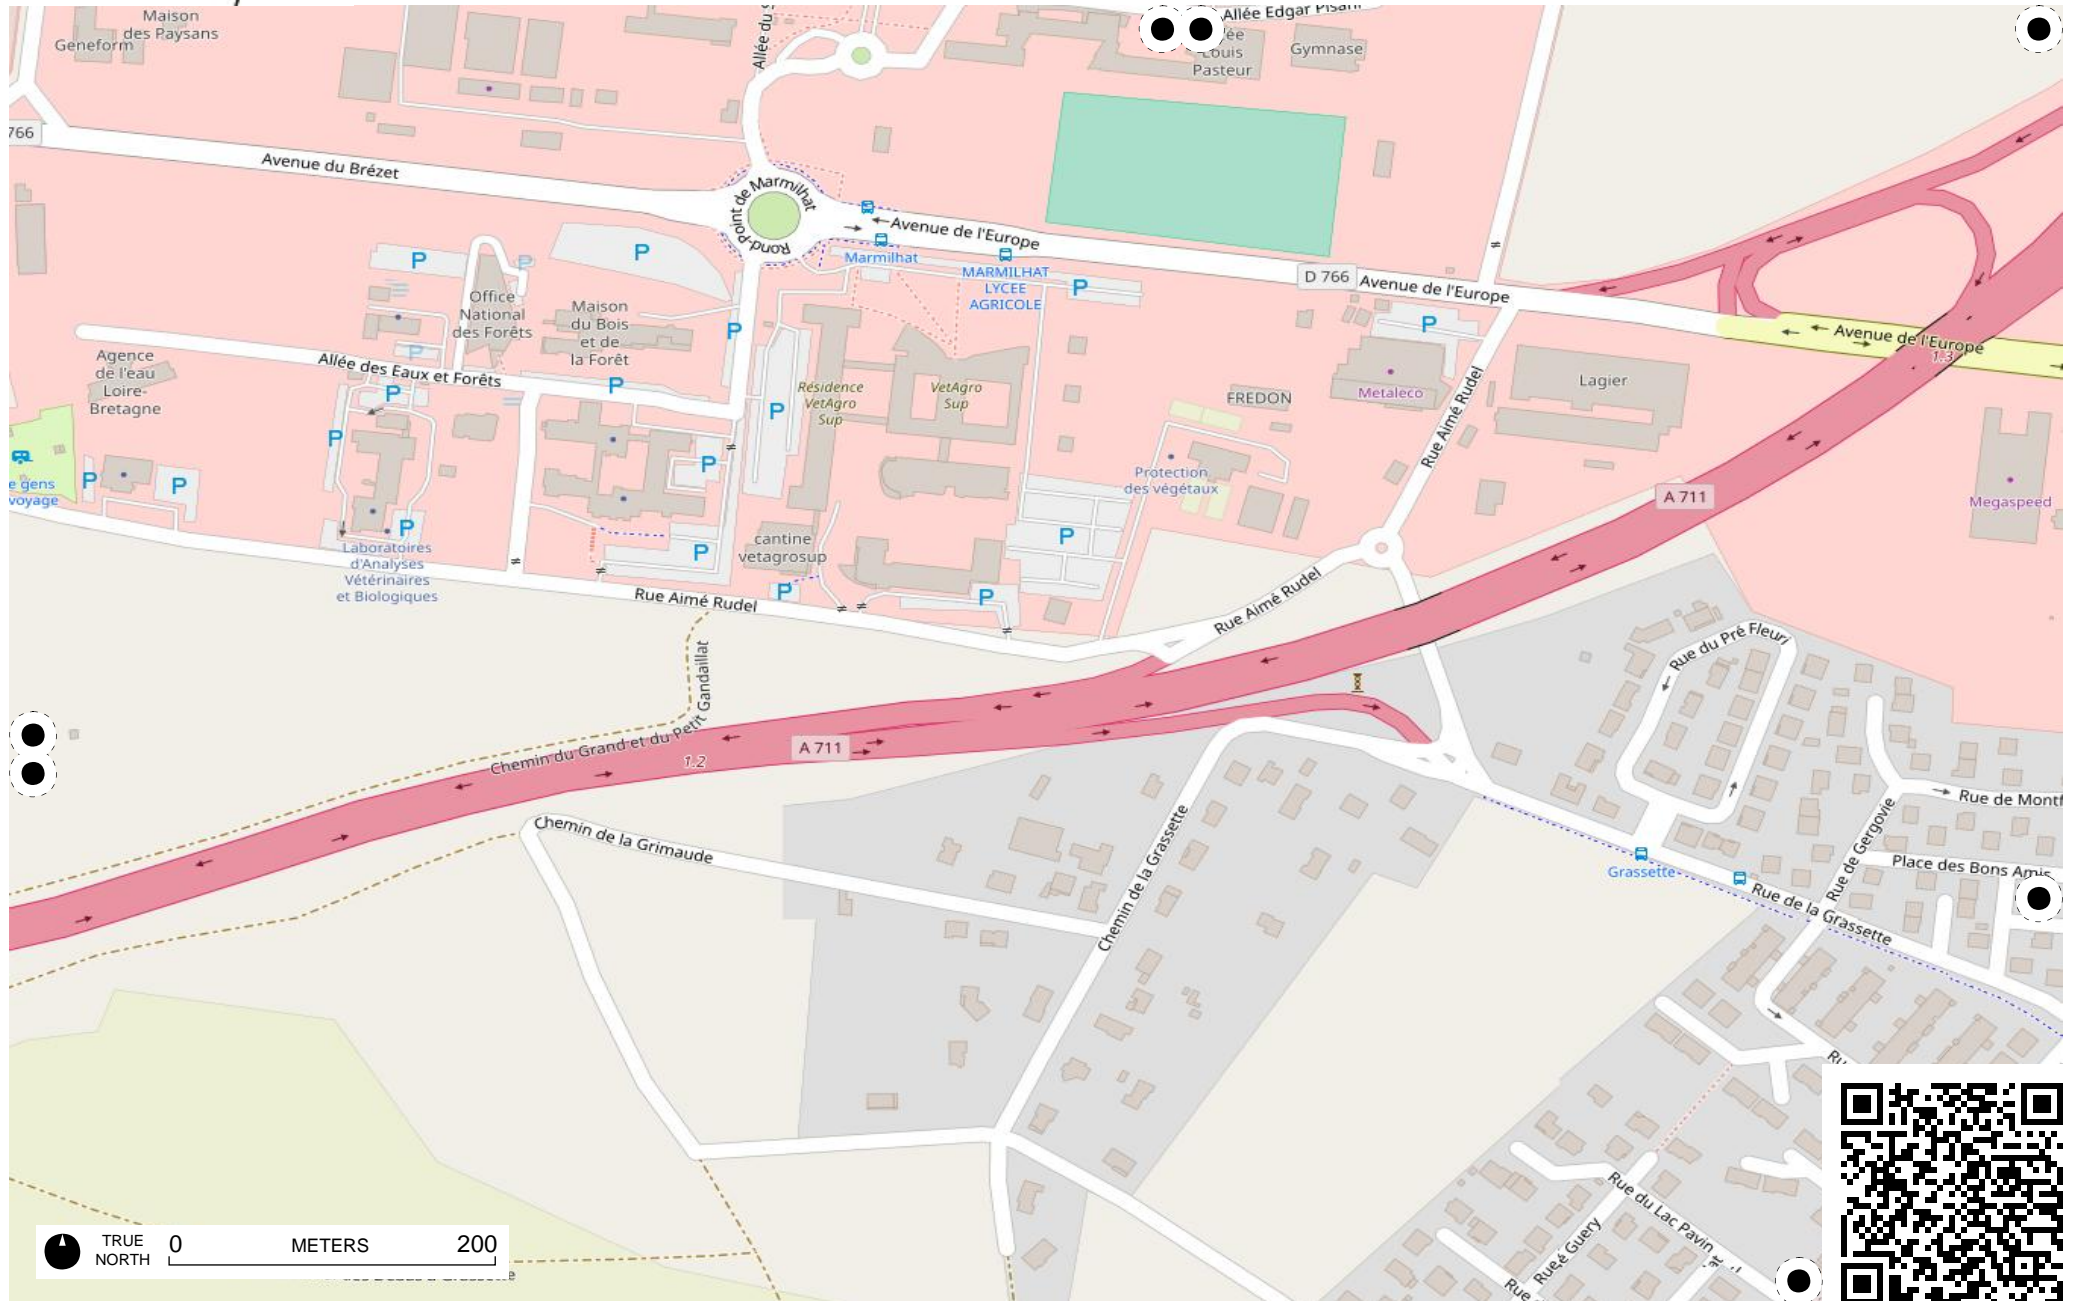 Maison
des Paysans
Geneform
Allée Edgar Pisani
Louis
Pasteur
Gymnase
766
Avenue du Brézet
Rond-Point de Marmilhat
Avenue de l'Europe
Marmilhat
MARMILHAT
LYCEE
AGRICOLE
D 766
Avenue de l'Europe
Avenue de l'Europe
1.3
P
P
P
P
P
P
Office
National
des Forêts
Maison
du Bois
et de
la Forêt
Agence
de l'eau
Loire-
Bretagne
Allée des Eaux et Forêts
P
P
P
P
P
Résidence
VetAgro
Sup
VetAgro
Sup
FREDON
Metaleco
Lagier
Rue Aimé Rudel
e gens
voyage
P
P
P
P
Protection
des végétaux
A 711
Megaspeed
P
P
P
Laboratoires
d'Analyses
Vétérinaires
et Biologiques
cantine
vetagrosup
P
P
Rue Aimé Rudel
Rue Aimé Rudel
Rue du Pré Fleuri
Chemin du Grand et du Petit Gandaillat
A 711
1.2
Chemin de la Grimaude
Chemin de la Grassette
Rue de Montf
Rue de Gergovie
Place des Bons Amis
Grassette
Rue de la Grassette
Ru
Rue du Lac Pavin
Rue
Guery
Rue
TRUE
NORTH
0
METERS
200